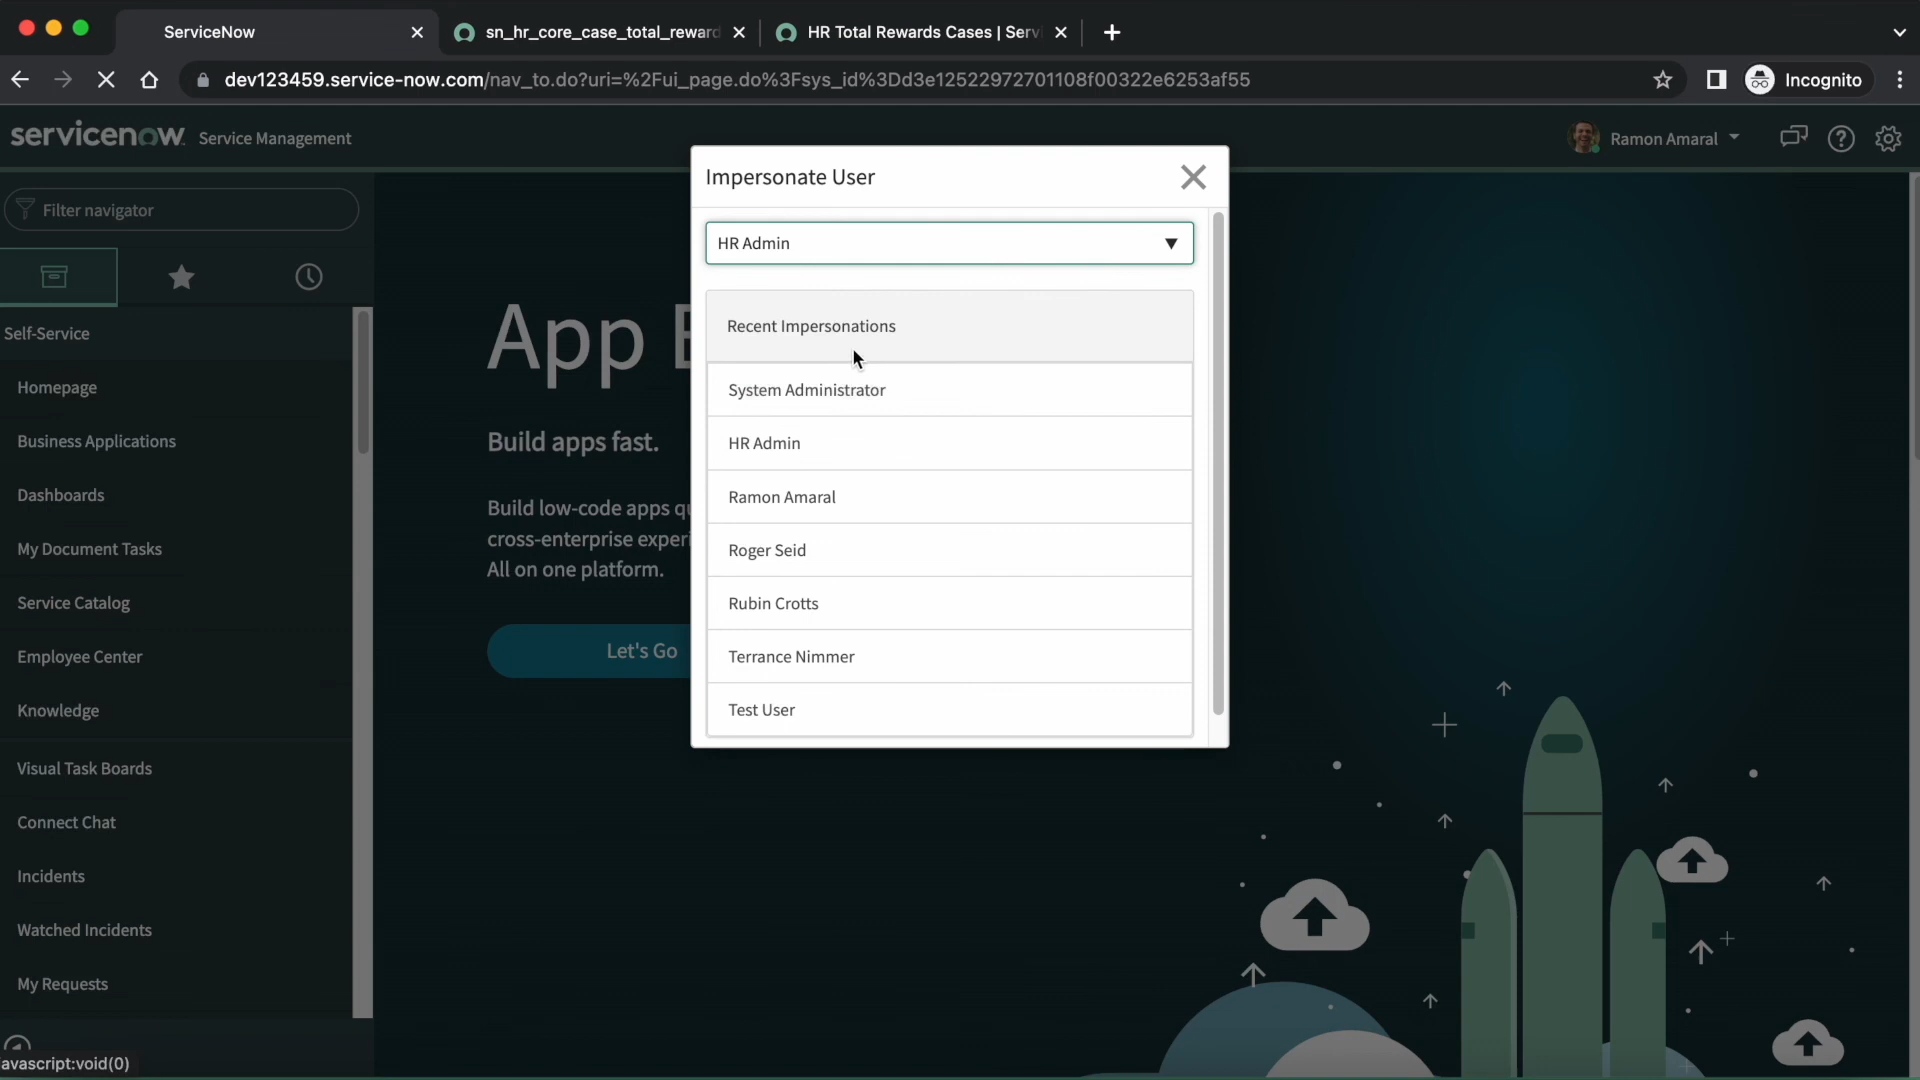 ServiceNow
sn_hr_core_case_total_reward
HR Total Rewards Cases | Serv
dev123459.service-now.com/nav_to.do?uri=%2Fui_page.do%3Fsys_id%3Dd3e12522972701108f00322e6253af55
Incognito
servicenow Service Management
Ramon Amaral
Filter navigator
Self-Service
Homepage
Business Applications
Dashboards
My Document Tasks
Service Catalog
Employee Center
Knowledge
Visual Task Boards
Connect Chat
Incidents
Watched Incidents
My Requests
avascript:void(0)
App
Build apps fast.
Build low-code apps
cross-enterprise
All on one platform.
Let's Go
Impersonate User
HR Admin
Recent Impersonations
System Administrator
HR Admin
Ramon Amaral
Roger Seid
Rubin Crotts
Terrance Nimmer
Test User